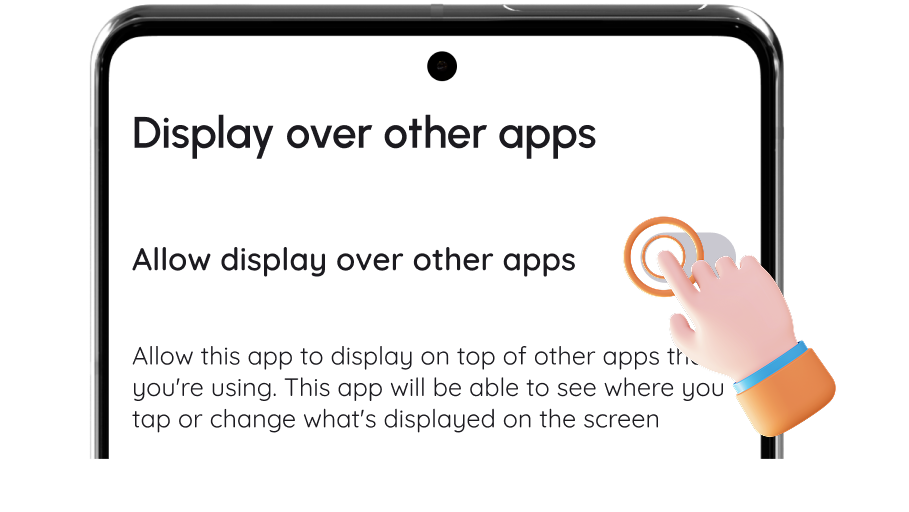 Display over other apps
Allow display over other apps
Allow this app to display on top of other apps
you're using. This app will be able to see where you
tap or change what's displayed on the screen